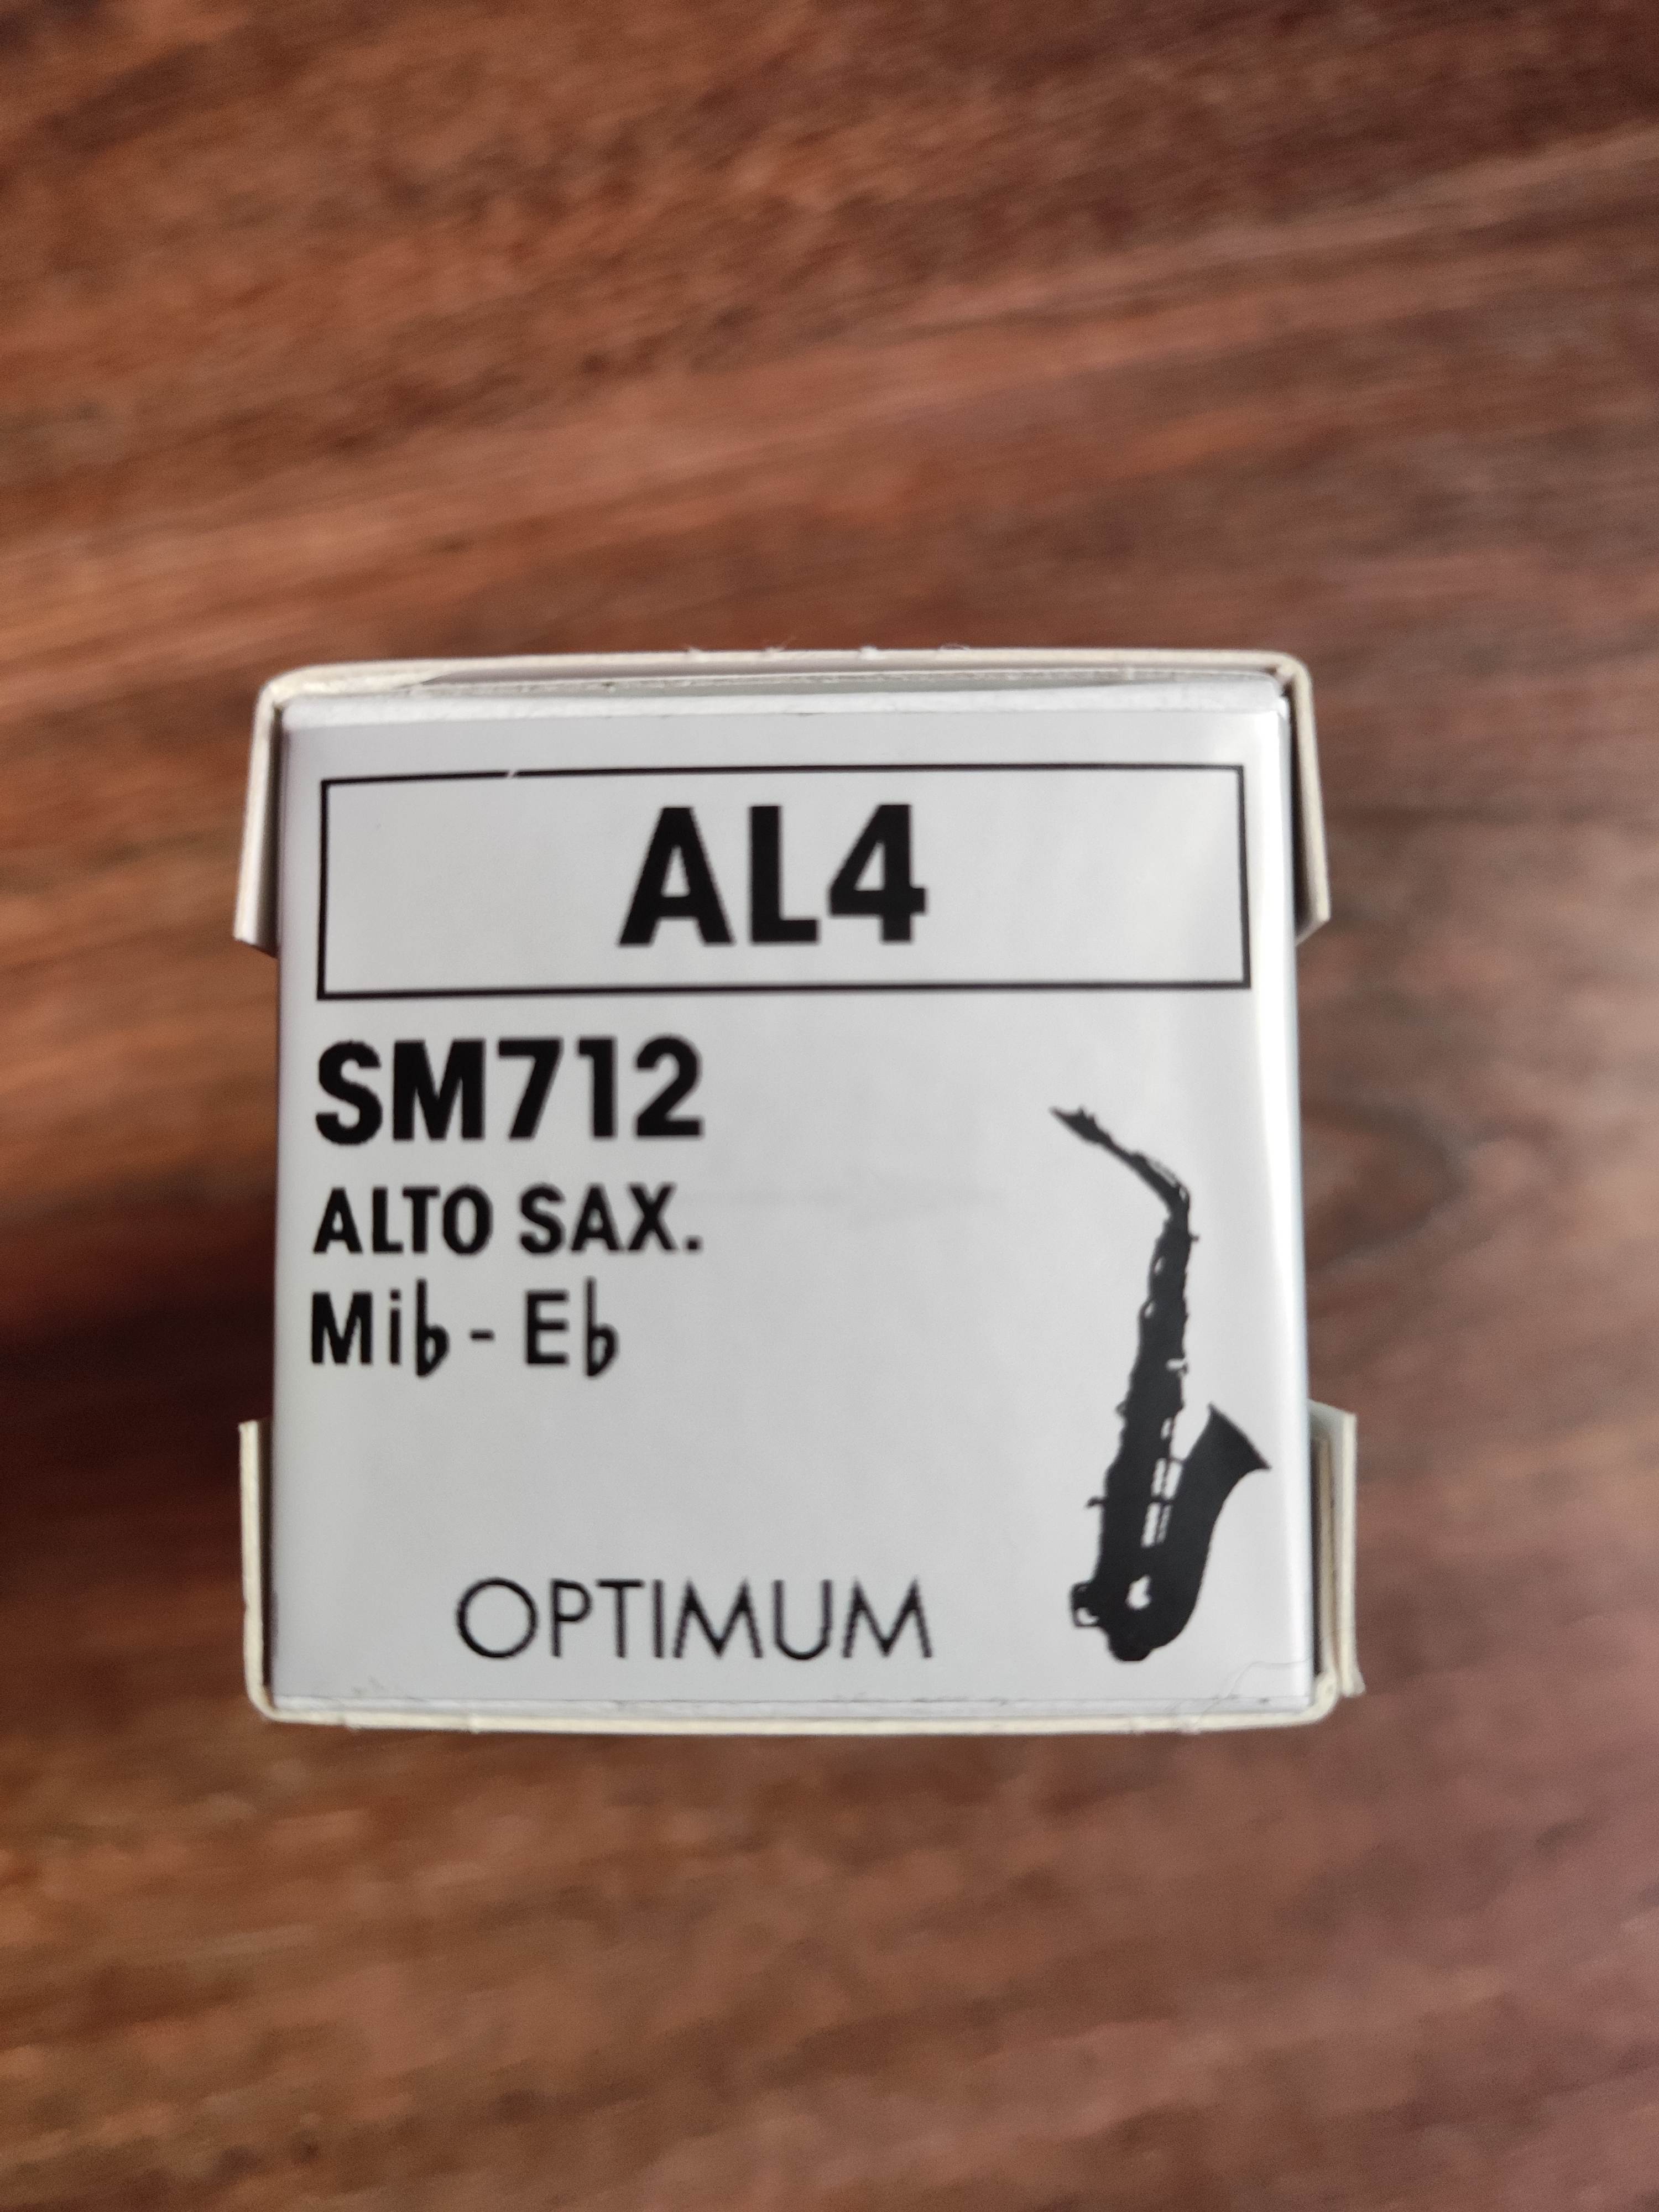 AL4
SM712
ALTO SAX.
Mi♭ - E♭
OPTIMUM